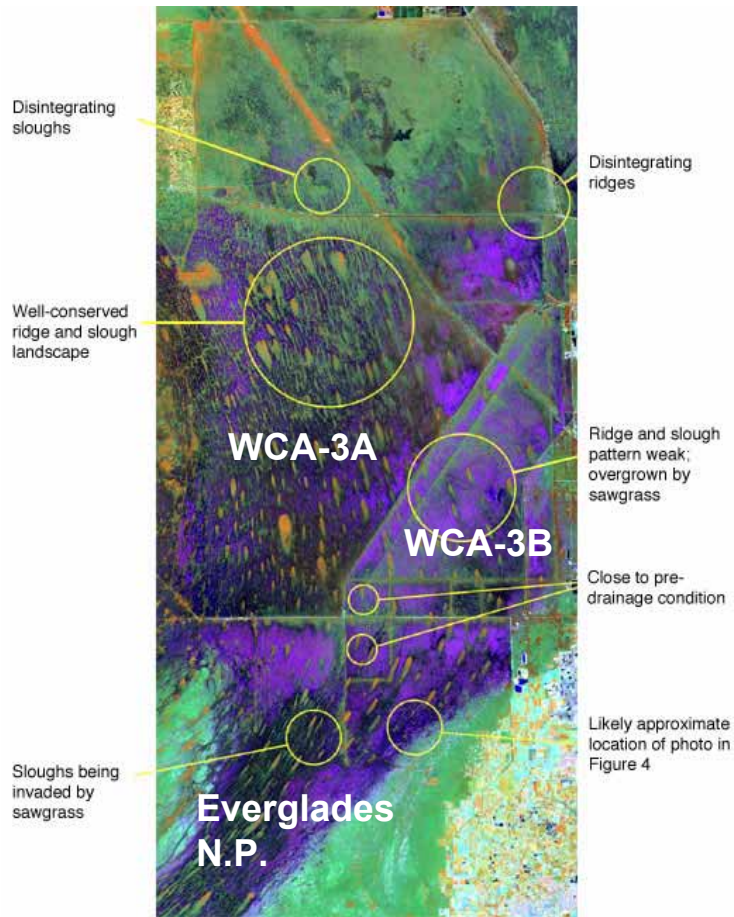 Disintegrating
sloughs
Disintegrating
ridges
Well-conserved
ridge and slough
landscape
WCA-3A
Ridge and slough
pattern weak;
overgrown by
sawgrass
WCA-3B
Close to pre-
drainage condition
Likely approximate
location of photo in
Figure 4
Sloughs being
invaded by
sawgrass
Everglades
N.P.